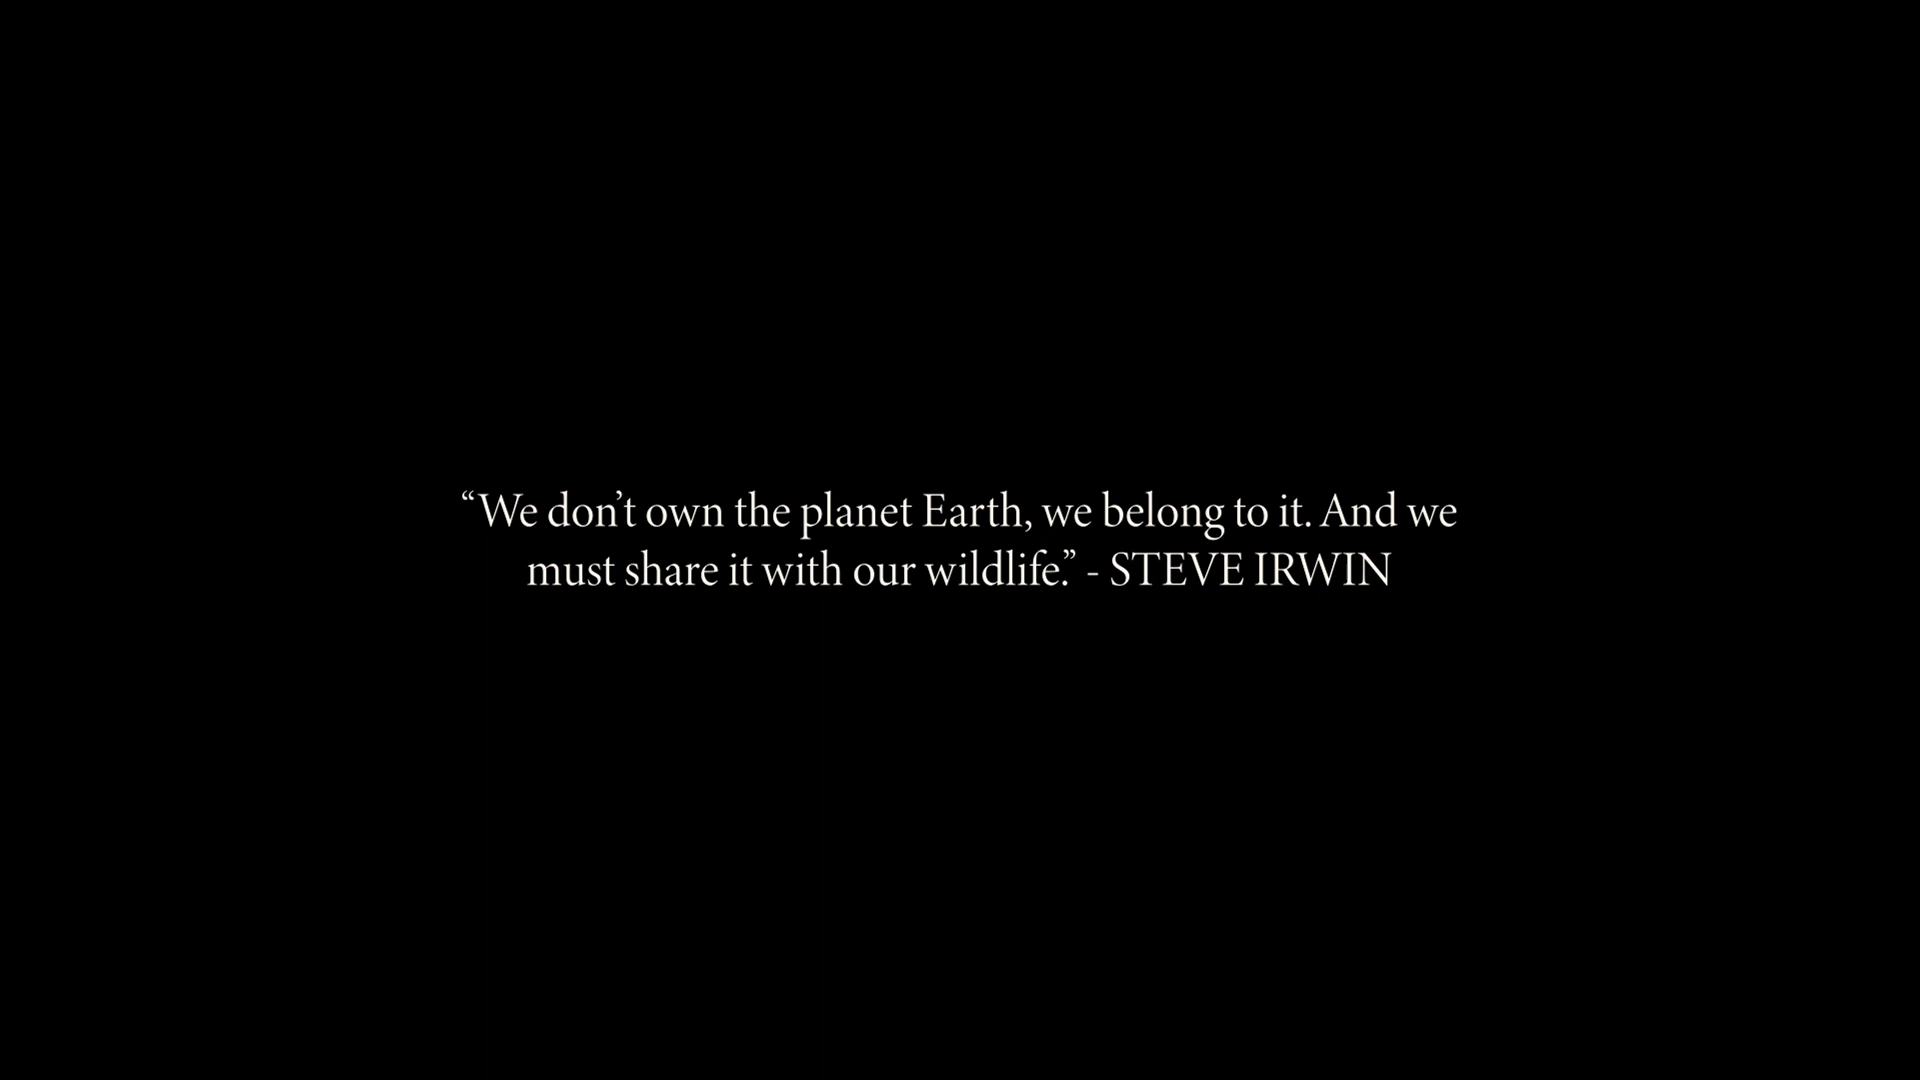 “We don’t own the planet Earth, we belong to it. And we
must share it with our wildlife.” - STEVE IRWIN